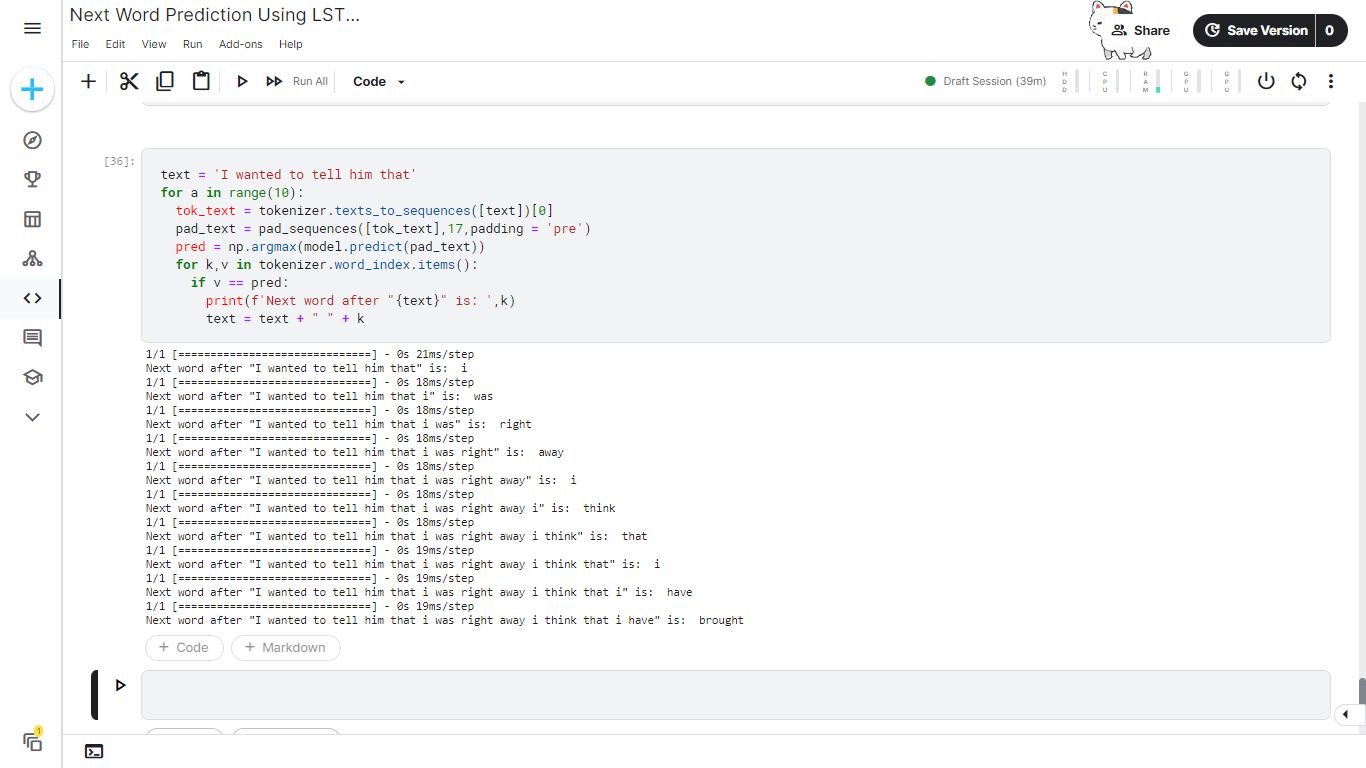 Next Word Prediction Using LST...
Share
Save Version 0
File Edit View Run Add-ons Help
Run All Code
Draft Session (39m)
HDD CPU RAM GPU GPU
[36]:
text = 'I wanted to tell him that'
for a in range(10):
  tok_text = tokenizer.texts_to_sequences([text])[0]
  pad_text = pad_sequences([tok_text],17,padding = 'pre')
  pred = np.argmax(model.predict(pad_text))
  for k,v in tokenizer.word_index.items():
    if v == pred:
      print(f'Next word after "{text}" is: ',k)
      text = text + " " + k
1/1 [==============================] - 0s 21ms/step
Next word after "I wanted to tell him that" is:  i
1/1 [==============================] - 0s 18ms/step
Next word after "I wanted to tell him that i" is:  was
1/1 [==============================] - 0s 18ms/step
Next word after "I wanted to tell him that i was" is:  right
1/1 [==============================] - 0s 18ms/step
Next word after "I wanted to tell him that i was right" is:  away
1/1 [==============================] - 0s 18ms/step
Next word after "I wanted to tell him that i was right away" is:  i
1/1 [==============================] - 0s 18ms/step
Next word after "I wanted to tell him that i was right away i" is:  think
1/1 [==============================] - 0s 18ms/step
Next word after "I wanted to tell him that i was right away i think" is:  that
1/1 [==============================] - 0s 19ms/step
Next word after "I wanted to tell him that i was right away i think that" is:  i
1/1 [==============================] - 0s 19ms/step
Next word after "I wanted to tell him that i was right away i think that i" is:  have
1/1 [==============================] - 0s 19ms/step
Next word after "I wanted to tell him that i was right away i think that i have" is:  brought
+ Code + Markdown
1